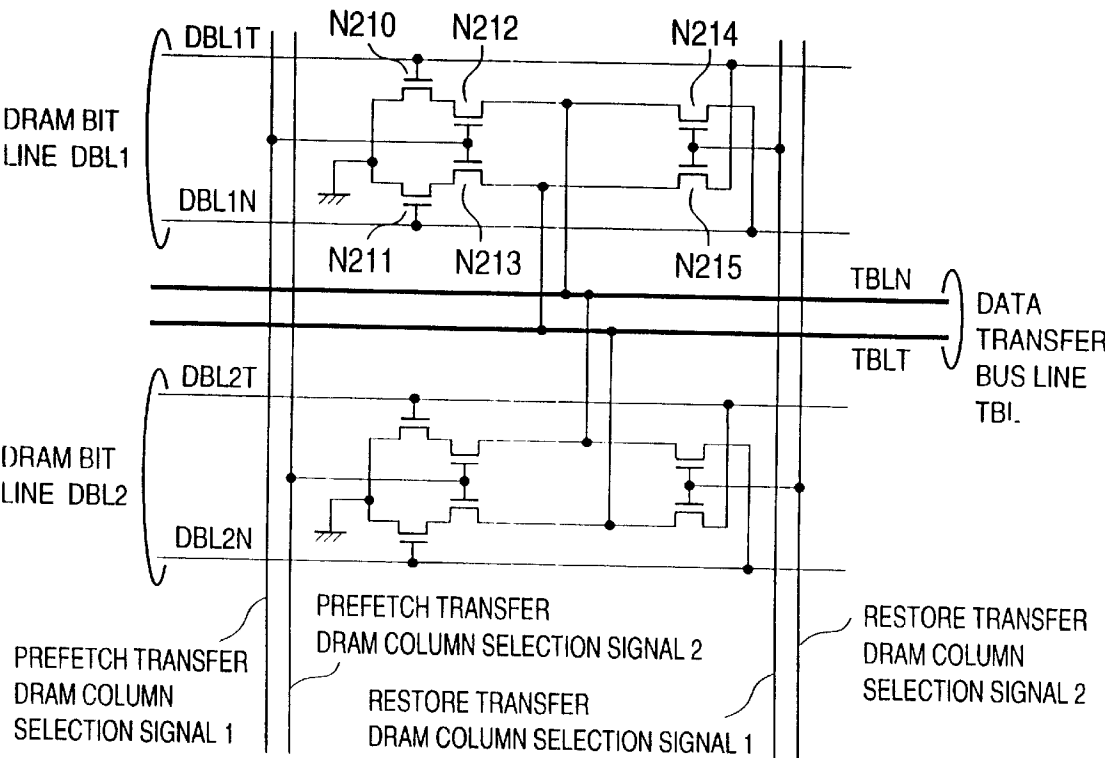 N210
N212
N214
DBL1T
DRAM BIT
LINE DBL1
DBL1N
N211
N213
N215
TBLN
TBLT
DATA
TRANSFER
BUS LINE
TBL
DBL2T
DRAM BIT
LINE DBL2
DBL2N
PREFETCH TRANSFER
DRAM COLUMN SELECTION SIGNAL 2
RESTORE TRANSFER
DRAM COLUMN
SELECTION SIGNAL 2
PREFETCH TRANSFER
DRAM COLUMN
SELECTION SIGNAL 1
RESTORE TRANSFER
DRAM COLUMN SELECTION SIGNAL 1